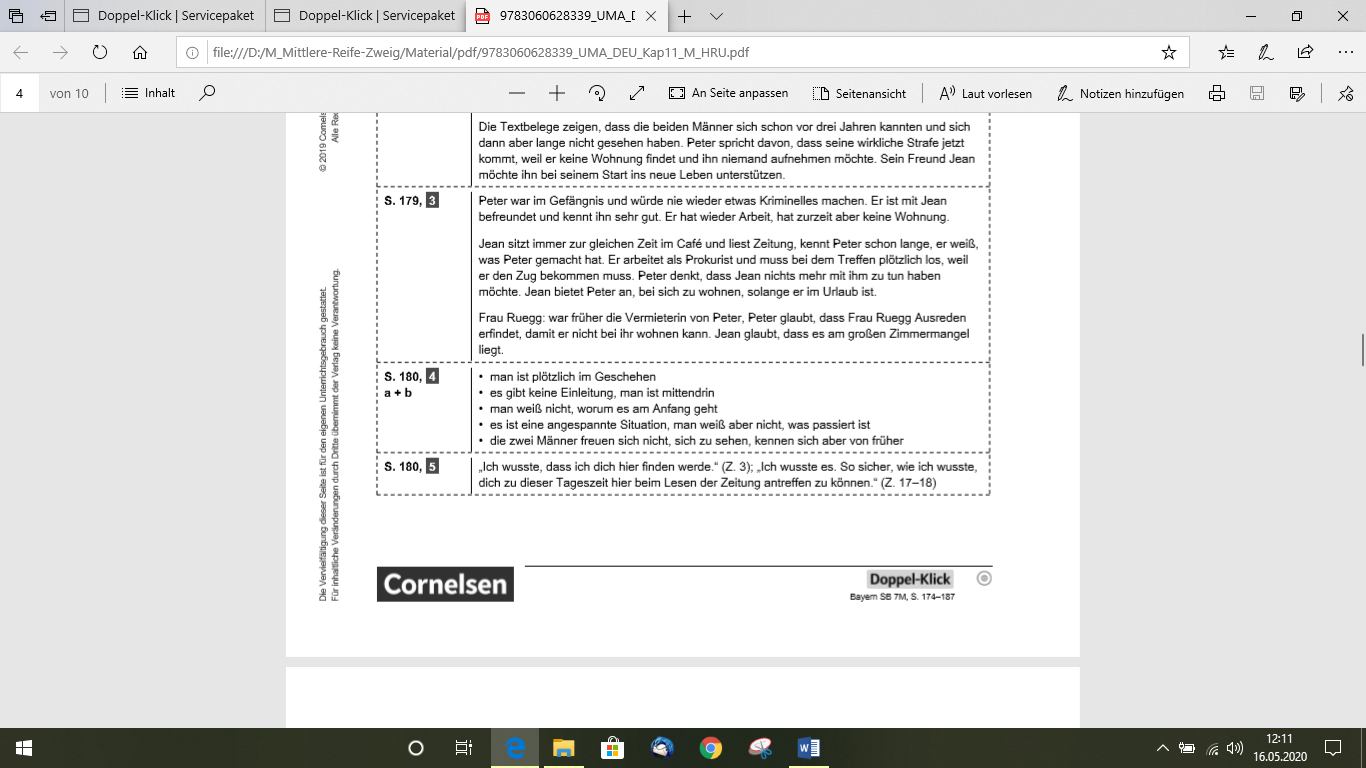 Doppel-Klick | Servicepaket
Doppel-Klick | Servicepaket
9783060628339_UMA_D
file:///D:/M_Mittlere-Reife-Zweig/Material/pdf/9783060628339_UMA_DEU_Kap11_M_HRU.pdf
4 von 10 Inhalt An Seite anpassen Seitenansicht Laut vorlesen Notizen hinzufügen
© 2019 Cornels
Alle Rec
Die Textbelege zeigen, dass die beiden Männer sich schon vor drei Jahren kannten und sich
dann aber lange nicht gesehen haben. Peter spricht davon, dass seine wirkliche Strafe jetzt
kommt, weil er keine Wohnung findet und ihn niemand aufnehmen möchte. Sein Freund Jean
möchte ihn bei seinem Start ins neue Leben unterstützen.
S. 179, 3
Peter war im Gefängnis und würde nie wieder etwas Kriminelles machen. Er ist mit Jean
befreundet und kennt ihn sehr gut. Er hat wieder Arbeit, hat zurzeit aber keine Wohnung.
Jean sitzt immer zur gleichen Zeit im Café und liest Zeitung, kennt Peter schon lange, er weiß,
was Peter gemacht hat. Er arbeitet als Prokurist und muss bei dem Treffen plötzlich los, weil
er den Zug bekommen muss. Peter denkt, dass Jean nichts mehr mit ihm zu tun haben
möchte. Jean bietet Peter an, bei sich zu wohnen, solange er im Urlaub ist.
Frau Ruegg: war früher die Vermieterin von Peter, Peter glaubt, dass Frau Ruegg Ausreden
erfindet, damit er nicht bei ihr wohnen kann. Jean glaubt, dass es am großen Zimmermangel
liegt.
S. 180, 4
a + b
• man ist plötzlich im Geschehen
• es gibt keine Einleitung, man ist mittendrin
• man weiß nicht, worum es am Anfang geht
• es ist eine angespannte Situation, man weiß aber nicht, was passiert ist
• die zwei Männer freuen sich nicht, sich zu sehen, kennen sich aber von früher
S. 180, 5
„Ich wusste, dass ich dich hier finden werde.“ (Z. 3); „Ich wusste es. So sicher, wie ich wusste,
dich zu dieser Tageszeit hier beim Lesen der Zeitung antreffen zu können.“ (Z. 17–18)
Die Vervielfältigung dieser Seite ist für den eigenen Unterrichtsgebrauch gestattet.
Für inhaltliche Veränderungen durch Dritte übernimmt der Verlag keine Verantwortung.
Cornelsen
Doppel-Klick
Bayern SB 7M, S. 174–187
12:11
16.05.2020